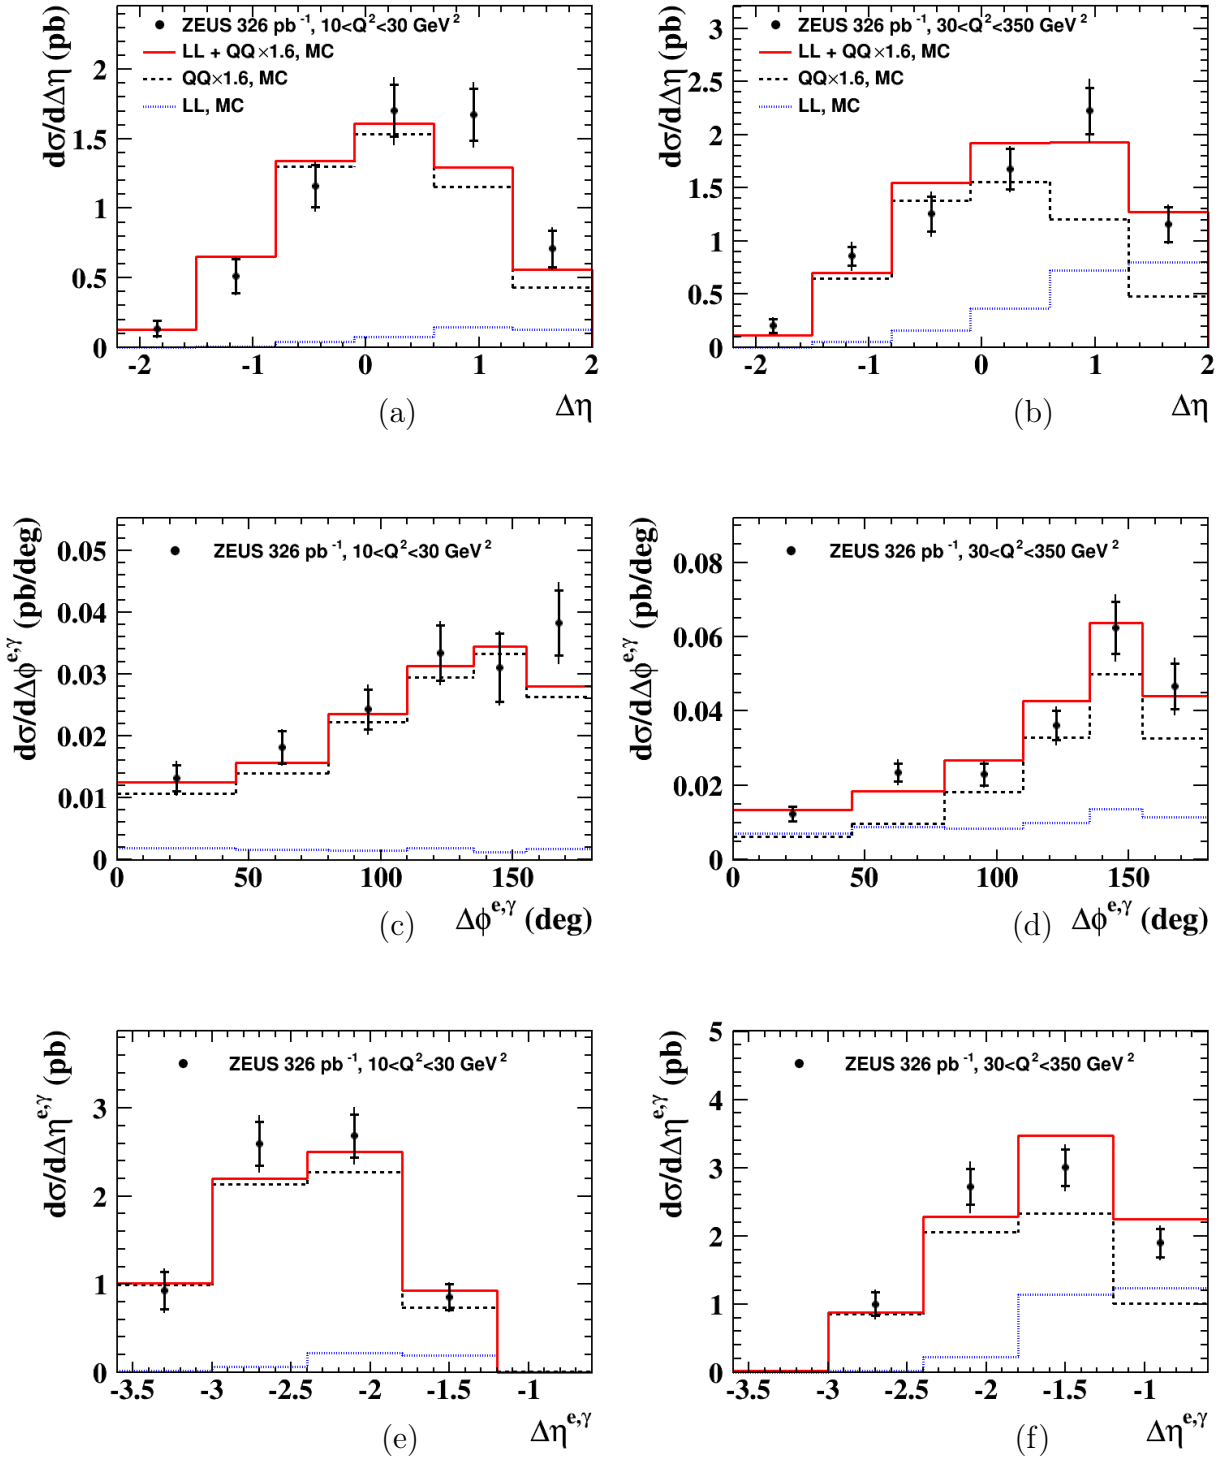 ZEUS 326 pb⁻¹, 10<Q²<30 GeV²
LL + QQ×1.6, MC
QQ×1.6, MC
LL, MC
dσ/dΔη (pb)
2
1.5
1
0.5
0
-2 -1 0 1 2
(a) Δη
ZEUS 326 pb⁻¹, 30<Q²<350 GeV²
LL + QQ×1.6, MC
QQ×1.6, MC
LL, MC
dσ/dΔη (pb)
3
2.5
2
1.5
1
0.5
0
-2 -1 0 1 2
(b) Δη
ZEUS 326 pb⁻¹, 10<Q²<30 GeV²
dσ/dΔϕ^{e,γ} (pb/deg)
0.05
0.04
0.03
0.02
0.01
0
0 50 100 150
(c) Δϕ^{e,γ} (deg)
ZEUS 326 pb⁻¹, 30<Q²<350 GeV²
dσ/dΔϕ^{e,γ} (pb/deg)
0.08
0.06
0.04
0.02
0
0 50 100 150
(d) Δϕ^{e,γ} (deg)
ZEUS 326 pb⁻¹, 10<Q²<30 GeV²
dσ/dΔη^{e,γ} (pb)
3
2
1
0
-3.5 -3 -2.5 -2 -1.5 -1
(e) Δη^{e,γ}
ZEUS 326 pb⁻¹, 30<Q²<350 GeV²
dσ/dΔη^{e,γ} (pb)
5
4
3
2
1
0
-3.5 -3 -2.5 -2 -1.5 -1
(f) Δη^{e,γ}